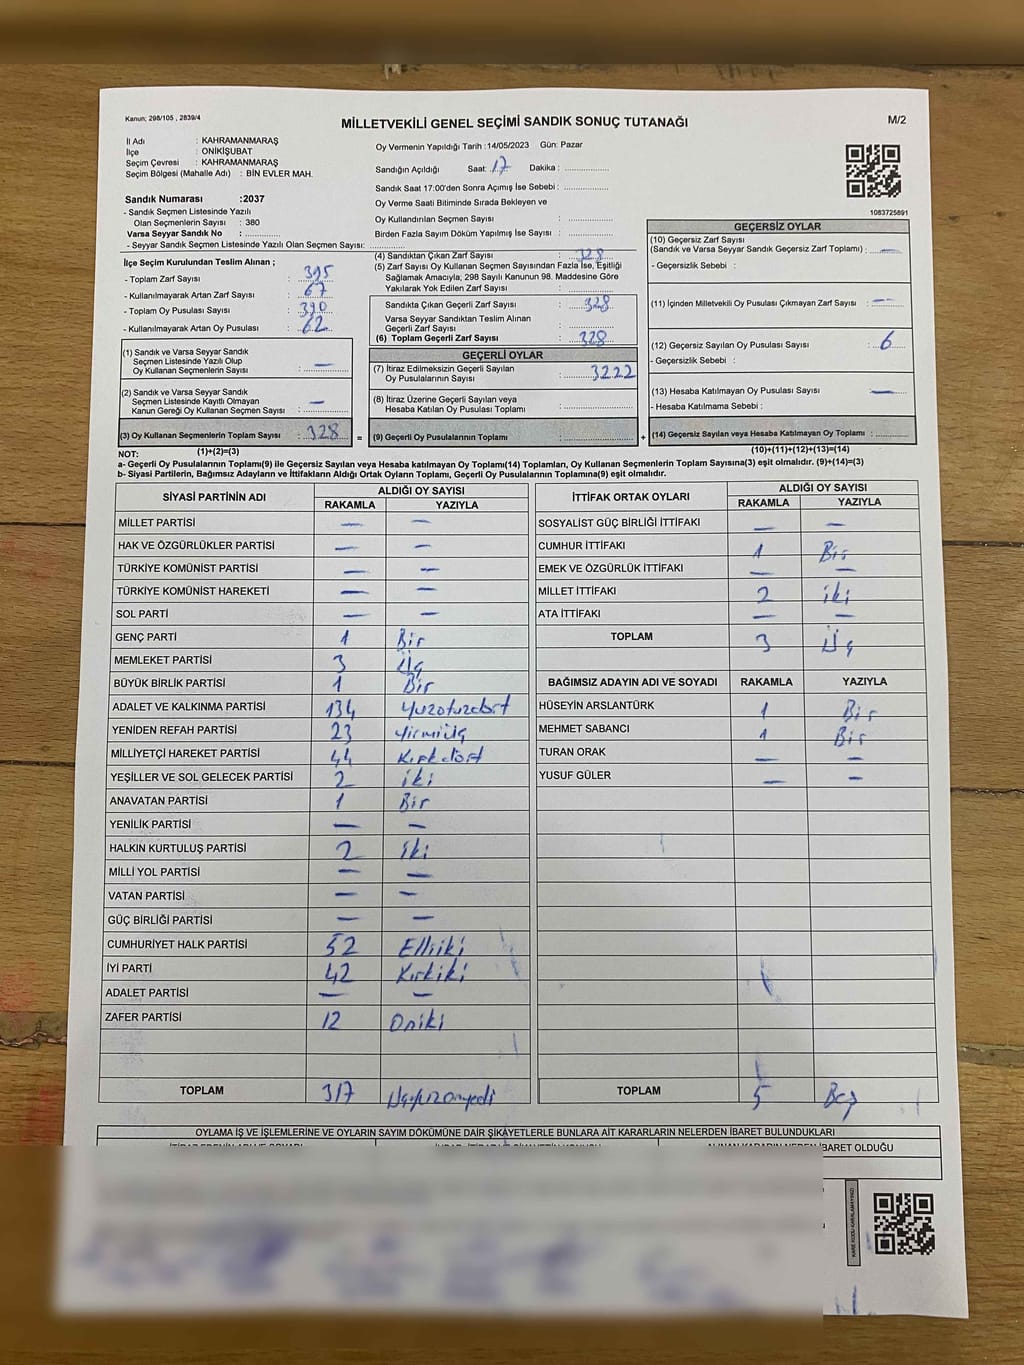 Kanun; 298/105 , 2839/4
MİLLETVEKİLİ GENEL SEÇİMİ SANDIK SONUÇ TUTANAĞI
M/2
İl Adı : KAHRAMANMARAŞ
İlçe : ONİKİŞUBAT
Seçim Çevresi : KAHRAMANMARAŞ
Seçim Bölgesi (Mahalle Adı) : BİN EVLER MAH.
Sandık Numarası :2037
- Sandık Seçmen Listesinde Yazılı
Olan Seçmenlerin Sayısı : 380
Varsa Seyyar Sandık No :
- Seyyar Sandık Seçmen Listesinde Yazılı Olan Seçmen Sayısı:
Oy Vermenin Yapıldığı Tarih :14/05/2023 Gün: Pazar
Sandığın Açıldığı Saat: 17 Dakika :
Sandık Saat 17:00'den Sonra Açımış İse Sebebi :
Oy Verme Saati Bitiminde Sırada Bekleyen ve
Oy Kullandırılan Seçmen Sayısı :
Birden Fazla Sayım Döküm Yapılmış İse Sayısı :
1083725891
İlçe Seçim Kurulundan Teslim Alınan ;
- Toplam Zarf Sayısı : 395
- Kullanılmayarak Artan Zarf Sayısı : 67
- Toplam Oy Pusulası Sayısı : 390
- Kullanılmayarak Artan Oy Pusulası : 62
(1) Sandık ve Varsa Seyyar Sandık
Seçmen Listesinde Yazılı Olup
Oy Kullanan Seçmenlerin Sayısı : —
(2) Sandık ve Varsa Seyyar Sandık
Seçmen Listesinde Kayıtlı Olmayan
Kanun Gereği Oy Kullanan Seçmen Sayısı : —
(3) Oy Kullanan Seçmenlerin Toplam Sayısı : 328 =
(1)+(2)=(3)
(4) Sandıktan Çıkan Zarf Sayısı : 328
(5) Zarf Sayısı Oy Kullanan Seçmen Sayısından Fazla İse, Eşitliği
Sağlamak Amacıyla; 298 Sayılı Kanunun 98. Maddesine Göre
Yakılarak Yok Edilen Zarf Sayısı :
Sandıkta Çıkan Geçerli Zarf Sayısı : 328
Varsa Seyyar Sandıktan Teslim Alınan
Geçerli Zarf Sayısı :
(6) Toplam Geçerli Zarf Sayısı : 328
GEÇERLİ OYLAR
(7) İtiraz Edilmeksizin Geçerli Sayılan
Oy Pusulalarının Sayısı : 3222
(8) İtiraz Üzerine Geçerli Sayılan veya
Hesaba Katılan Oy Pusulası Toplamı :
(9) Geçerli Oy Pusulalarının Toplamı : +
GEÇERSİZ OYLAR
(10) Geçersiz Zarf Sayısı
(Sandık ve Varsa Seyyar Sandık Geçersiz Zarf Toplamı) : —
- Geçersizlik Sebebi :
(11) İçinden Milletvekili Oy Pusulası Çıkmayan Zarf Sayısı : —
(12) Geçersiz Sayılan Oy Pusulası Sayısı : 6
- Geçersizlik Sebebi :
(13) Hesaba Katılmayan Oy Pusulası Sayısı : —
- Hesaba Katılmama Sebebi :
(14) Geçersiz Sayılan veya Hesaba Katılmayan Oy Toplamı :
(10)+(11)+(12)+(13)=(14)
NOT:
a- Geçerli Oy Pusulalarının Toplamı(9) ile Geçersiz Sayılan veya Hesaba katılmayan Oy Toplamı(14) Toplamları, Oy Kullanan Seçmenlerin Toplam Sayısına(3) eşit olmalıdır. (9)+(14)=(3)
b- Siyasi Partilerin, Bağımsız Adayların ve İttifakların Aldığı Ortak Oyların Toplamı, Geçerli Oy Pusulalarının Toplamına(9) eşit olmalıdır.
SİYASİ PARTİNİN ADI ALDIĞI OY SAYISI
RAKAMLA YAZIYLA
MİLLET PARTİSİ — —
HAK VE ÖZGÜRLÜKLER PARTİSİ — —
TÜRKİYE KOMÜNİST PARTİSİ — —
TÜRKİYE KOMÜNİST HAREKETİ — —
SOL PARTİ — —
GENÇ PARTİ 1 Bir
MEMLEKET PARTİSİ 3 Üç
BÜYÜK BİRLİK PARTİSİ 1 Bir
ADALET VE KALKINMA PARTİSİ 134 Yuzotuzdort
YENİDEN REFAH PARTİSİ 23 Yirmiüç
MİLLİYETÇİ HAREKET PARTİSİ 44 Kırkdört
YEŞİLLER VE SOL GELECEK PARTİSİ 2 iki
ANAVATAN PARTİSİ 1 Bir
YENİLİK PARTİSİ — —
HALKIN KURTULUŞ PARTİSİ 2 iki
MİLLİ YOL PARTİSİ — —
VATAN PARTİSİ — —
GÜÇ BİRLİĞİ PARTİSİ — —
CUMHURİYET HALK PARTİSİ 52 Elliiki
İYİ PARTİ 42 Kırkiki
ADALET PARTİSİ — —
ZAFER PARTİSİ 12 Oniki
TOPLAM 317 Üçyüzonyedi
İTTİFAK ORTAK OYLARI ALDIĞI OY SAYISI
RAKAMLA YAZIYLA
SOSYALİST GÜÇ BİRLİĞİ İTTİFAKI — —
CUMHUR İTTİFAKI 1 Bir
EMEK VE ÖZGÜRLÜK İTTİFAKI — —
MİLLET İTTİFAKI 2 iki
ATA İTTİFAKI — —
TOPLAM 3 Üç
BAĞIMSIZ ADAYIN ADI VE SOYADI RAKAMLA YAZIYLA
HÜSEYİN ARSLANTÜRK 1 Bir
MEHMET SABANCI 1 Bir
TURAN ORAK — —
YUSUF GÜLER — —
TOPLAM 5 Beş
OYLAMA İŞ VE İŞLEMLERİNE VE OYLARIN SAYIM DÖKÜMÜNE DAİR ŞİKAYETLERLE BUNLARA AİT KARARLARIN NELERDEN İBARET BULUNDUKLARI
ALINAN KARARIN NEDEN İBARET OLDUĞU
KARE KODU KARALAMAYINIZ!